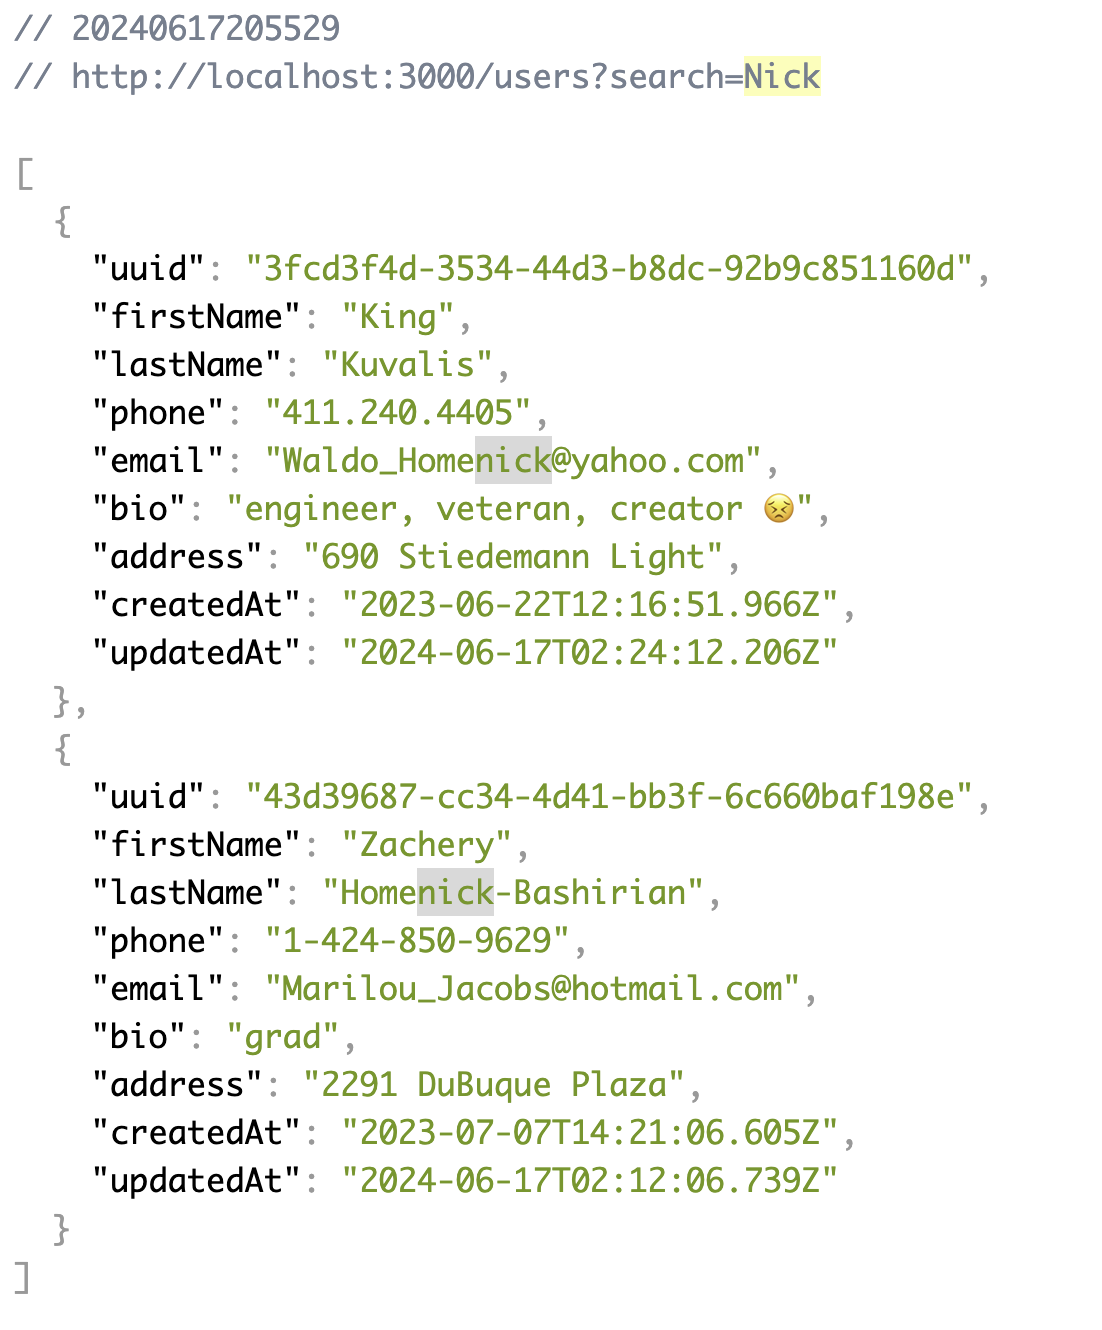 // 20240617205529
// http://localhost:3000/users?search=Nick
[
{
"uuid": "3fcd3f4d-3534-44d3-b8dc-92b9c851160d",
"firstName": "King",
"lastName": "Kuvalis",
"phone": "411.240.4405",
"email": "Waldo_Homenick@yahoo.com",
"bio": "engineer, veteran, creator 😣",
"address": "690 Stiedemann Light",
"createdAt": "2023-06-22T12:16:51.966Z",
"updatedAt": "2024-06-17T02:24:12.206Z"
},
{
"uuid": "43d39687-cc34-4d41-bb3f-6c660baf198e",
"firstName": "Zachery",
"lastName": "Homenick-Bashirian",
"phone": "1-424-850-9629",
"email": "Marilou_Jacobs@hotmail.com",
"bio": "grad",
"address": "2291 DuBuque Plaza",
"createdAt": "2023-07-07T14:21:06.605Z",
"updatedAt": "2024-06-17T02:12:06.739Z"
}
]